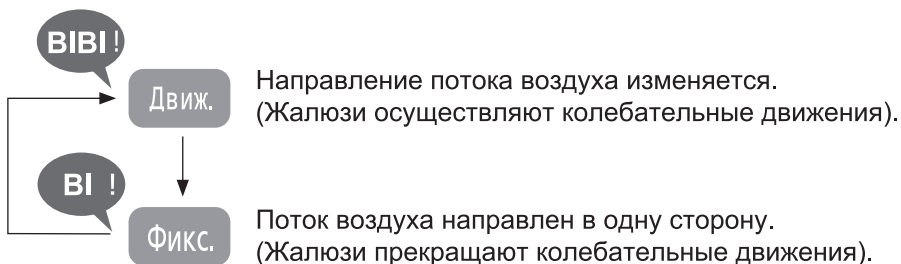 BIBI!
Движ.
Направление потока воздуха изменяется.
(Жалюзи осуществляют колебательные движения).
BI !
Фикс.
Поток воздуха направлен в одну сторону.
(Жалюзи прекращают колебательные движения).